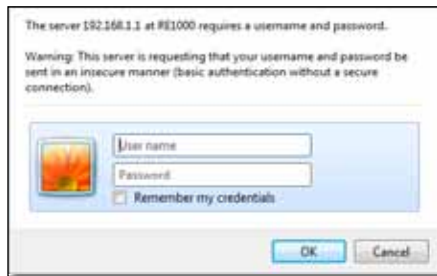 The server 192.168.1.1 at RE1000 requires a username and password.
Warning: This server is requesting that your username and password be
sent in an insecure manner (basic authentication without a secure
connection).
User name
Password
Remember my credentials
OK
Cancel